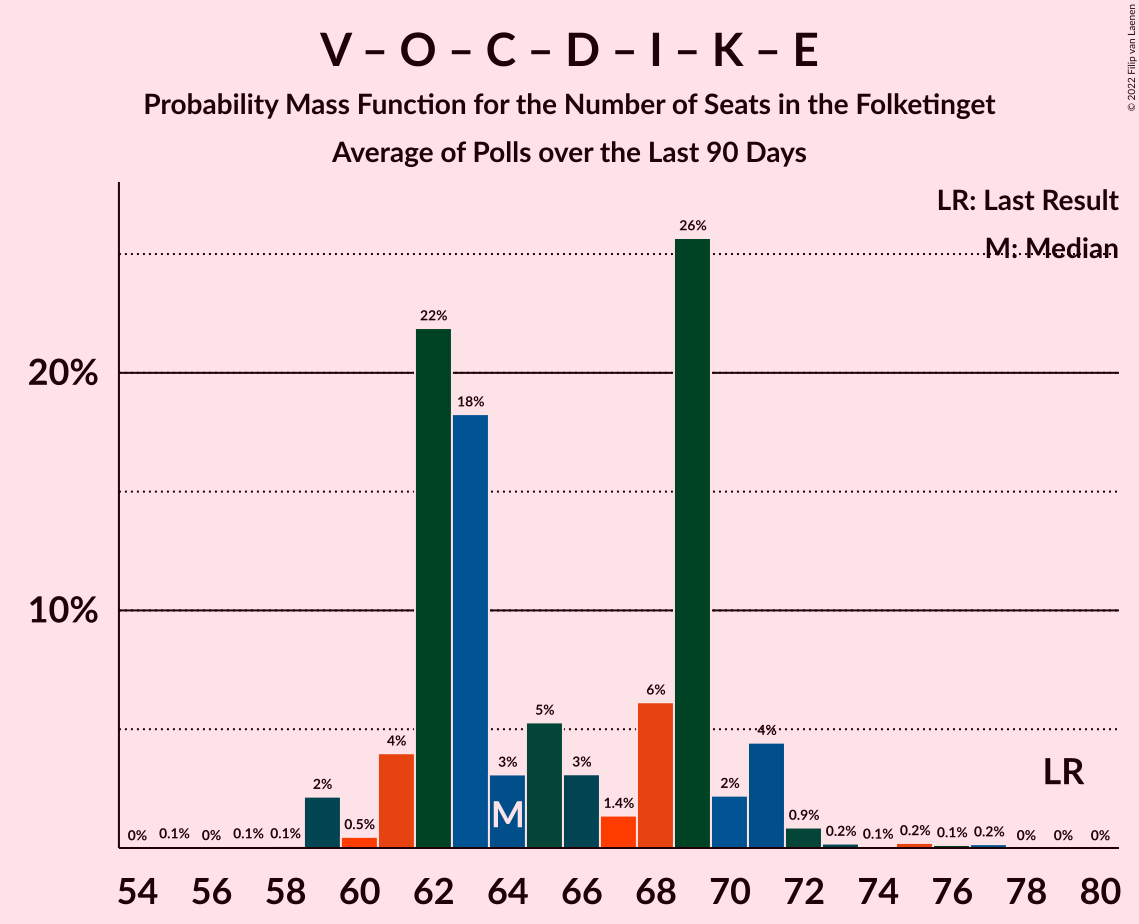 V – O – C – D – I – K – E
Probability Mass Function for the Number of Seats in the Folketinget
Average of Polls over the Last 90 Days
© 2022 Filip van Laenen
LR: Last Result
M: Median
20%
10%
0% 0.1% 0% 0.1% 0.1% 2% 0.5% 4% 22% 18% 3% 5% 3% 1.4% 6% 26% 2% 4% 0.9% 0.2% 0.1% 0.2% 0.1% 0.2% 0% 0% 0%
M
LR
54 56 58 60 62 64 66 68 70 72 74 76 78 80